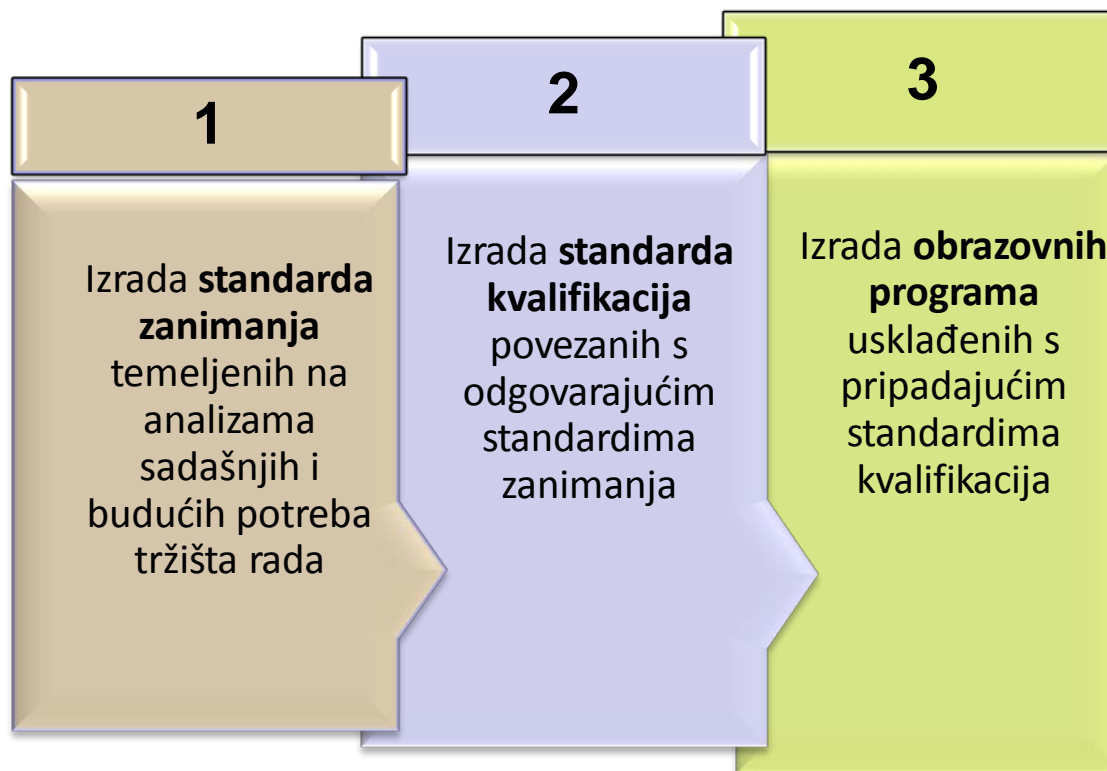 1
Izrada standarda
zanimanja
temeljenih na
analizama
sadašnjih i
budućih potreba
tržišta rada
2
Izrada standarda
kvalifikacija
povezanih s
odgovarajućim
standardima
zanimanja
3
Izrada obrazovnih
programa
usklađenih s
pripadajućim
standardima
kvalifikacija